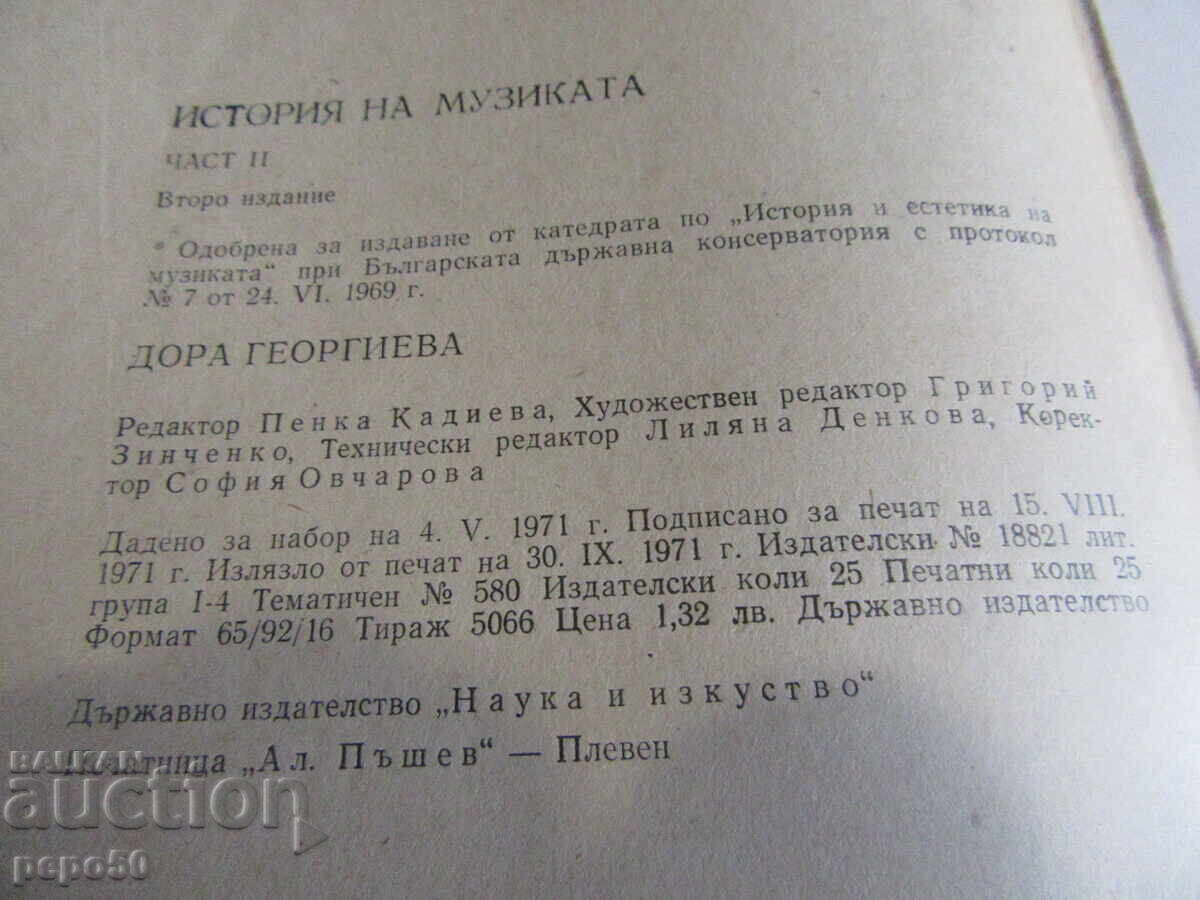 ИСТОРИЯ НА МУЗИКАТА
ЧАСТ II
Второ издание
* Одобрена за издаване от катедрата по „История и естетика на
музиката“ при Българската държавна консерватория с протокол
№ 7 от 24. VI. 1969 г.
ДОРА ГЕОРГИЕВА
Редактор Пенка Кадиева, Художествен редактор Григорий
Зинченко, Технически редактор Лиляна Денкова, Корек-
тор София Овчарова
Дадено за набор на 4. V. 1971 г. Подписано за печат на 15. VIII.
1971 г. Излязло от печат на 30. IX. 1971 г. Издателски № 18821 лит.
група I-4 Тематичен № 580 Издателски коли 25 Печатни коли 25
Формат 65/92/16 Тираж 5066 Цена 1,32 лв. Държавно издателство
Държавно издателство „Наука и изкуство“
Печатница „Ал. Пъшев“ — Плевен
BALKAN
auction
pepo50